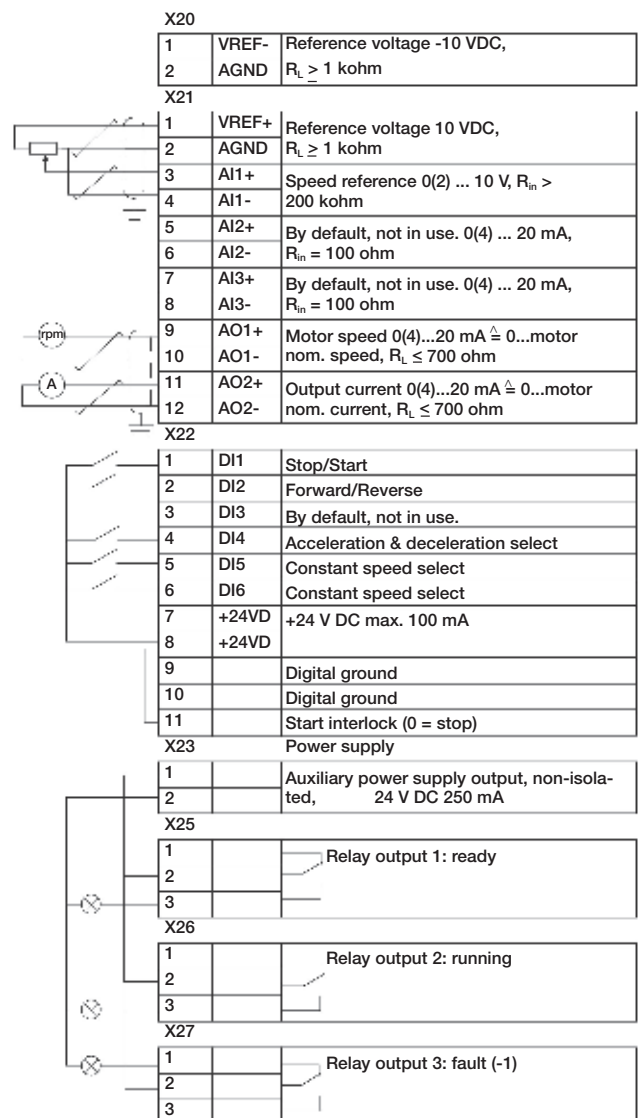 X20
1 VREF- Reference voltage -10 VDC,
2 AGND R_L ≥ 1 kohm
X21
1 VREF+ Reference voltage 10 VDC,
2 AGND R_L ≥ 1 kohm
3 AI1+ Speed reference 0(2) ... 10 V, R_in >
4 AI1- 200 kohm
5 AI2+ By default, not in use. 0(4) ... 20 mA,
6 AI2- R_in = 100 ohm
7 AI3+ By default, not in use. 0(4) ... 20 mA,
8 AI3- R_in = 100 ohm
rpm 9 AO1+ Motor speed 0(4)...20 mA ≙ 0...motor
10 AO1- nom. speed, R_L ≤ 700 ohm
A 11 AO2+ Output current 0(4)...20 mA ≙ 0...motor
12 AO2- nom. current, R_L ≤ 700 ohm
X22
1 DI1 Stop/Start
2 DI2 Forward/Reverse
3 DI3 By default, not in use.
4 DI4 Acceleration & deceleration select
5 DI5 Constant speed select
6 DI6 Constant speed select
7 +24VD +24 V DC max. 100 mA
8 +24VD
9 Digital ground
10 Digital ground
11 Start interlock (0 = stop)
X23 Power supply
1 Auxiliary power supply output, non-isola-
2 ted, 24 V DC 250 mA
X25
1 Relay output 1: ready
2
3
X26
1 Relay output 2: running
2
3
X27
1 Relay output 3: fault (-1)
2
3